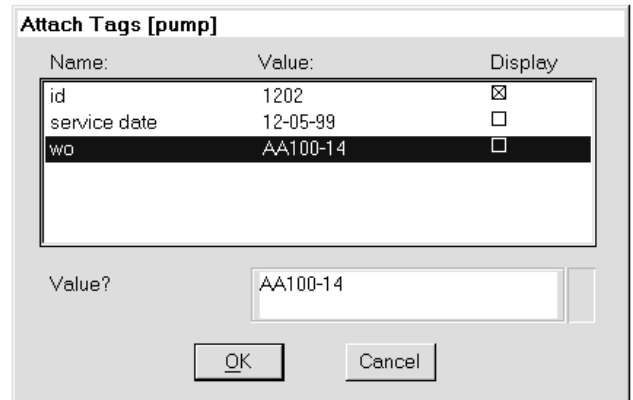 Attach Tags [pump]
Name: Value: Display
id 1202
service date 12-05-99
wo AA100-14
Value? AA100-14
OK Cancel